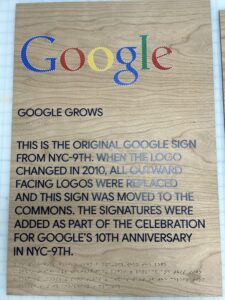 Google
GOOGLE GROWS
THIS IS THE ORIGINAL GOOGLE SIGN
FROM NYC-9TH. WHEN THE LOGO
CHANGED IN 2010, ALL OUTWARD
FACING LOGOS WERE REPLACED
AND THIS SIGN WAS MOVED TO THE
COMMONS. THE SIGNATURES WERE
ADDED AS PART OF THE CELEBRATION
FOR GOOGLE'S 10TH ANNIVERSARY
IN NYC-9TH.